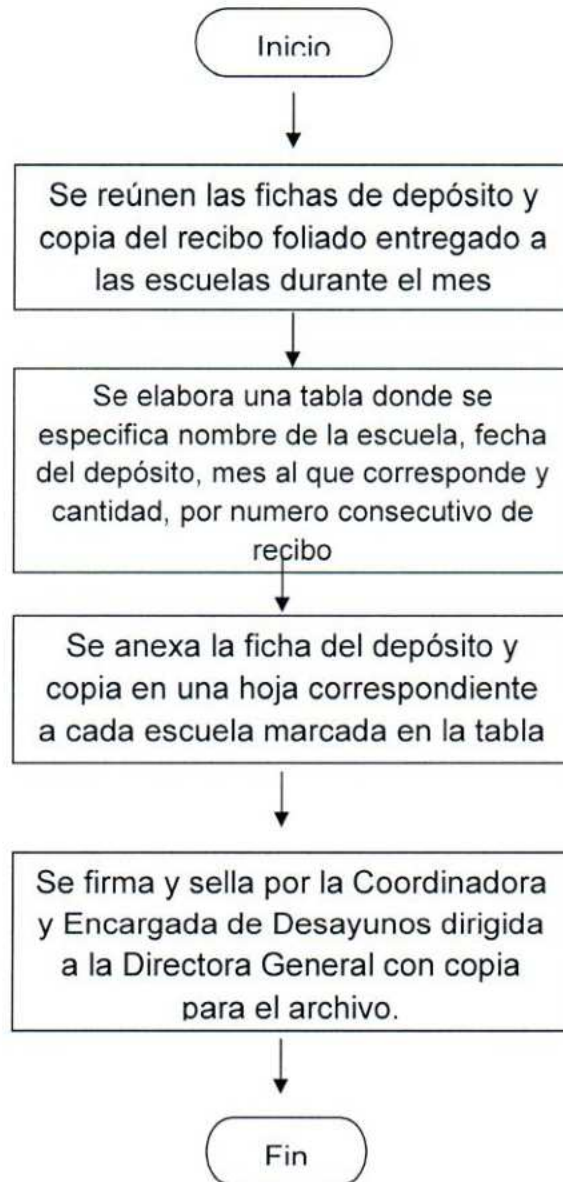 Inicio
Se reúnen las fichas de depósito y
copia del recibo foliado entregado a
las escuelas durante el mes
Se elabora una tabla donde se
especifica nombre de la escuela, fecha
del depósito, mes al que corresponde y
cantidad, por numero consecutivo de
recibo
Se anexa la ficha del depósito y
copia en una hoja correspondiente
a cada escuela marcada en la tabla
Se firma y sella por la Coordinadora
y Encargada de Desayunos dirigida
a la Directora General con copia
para el archivo.
Fin